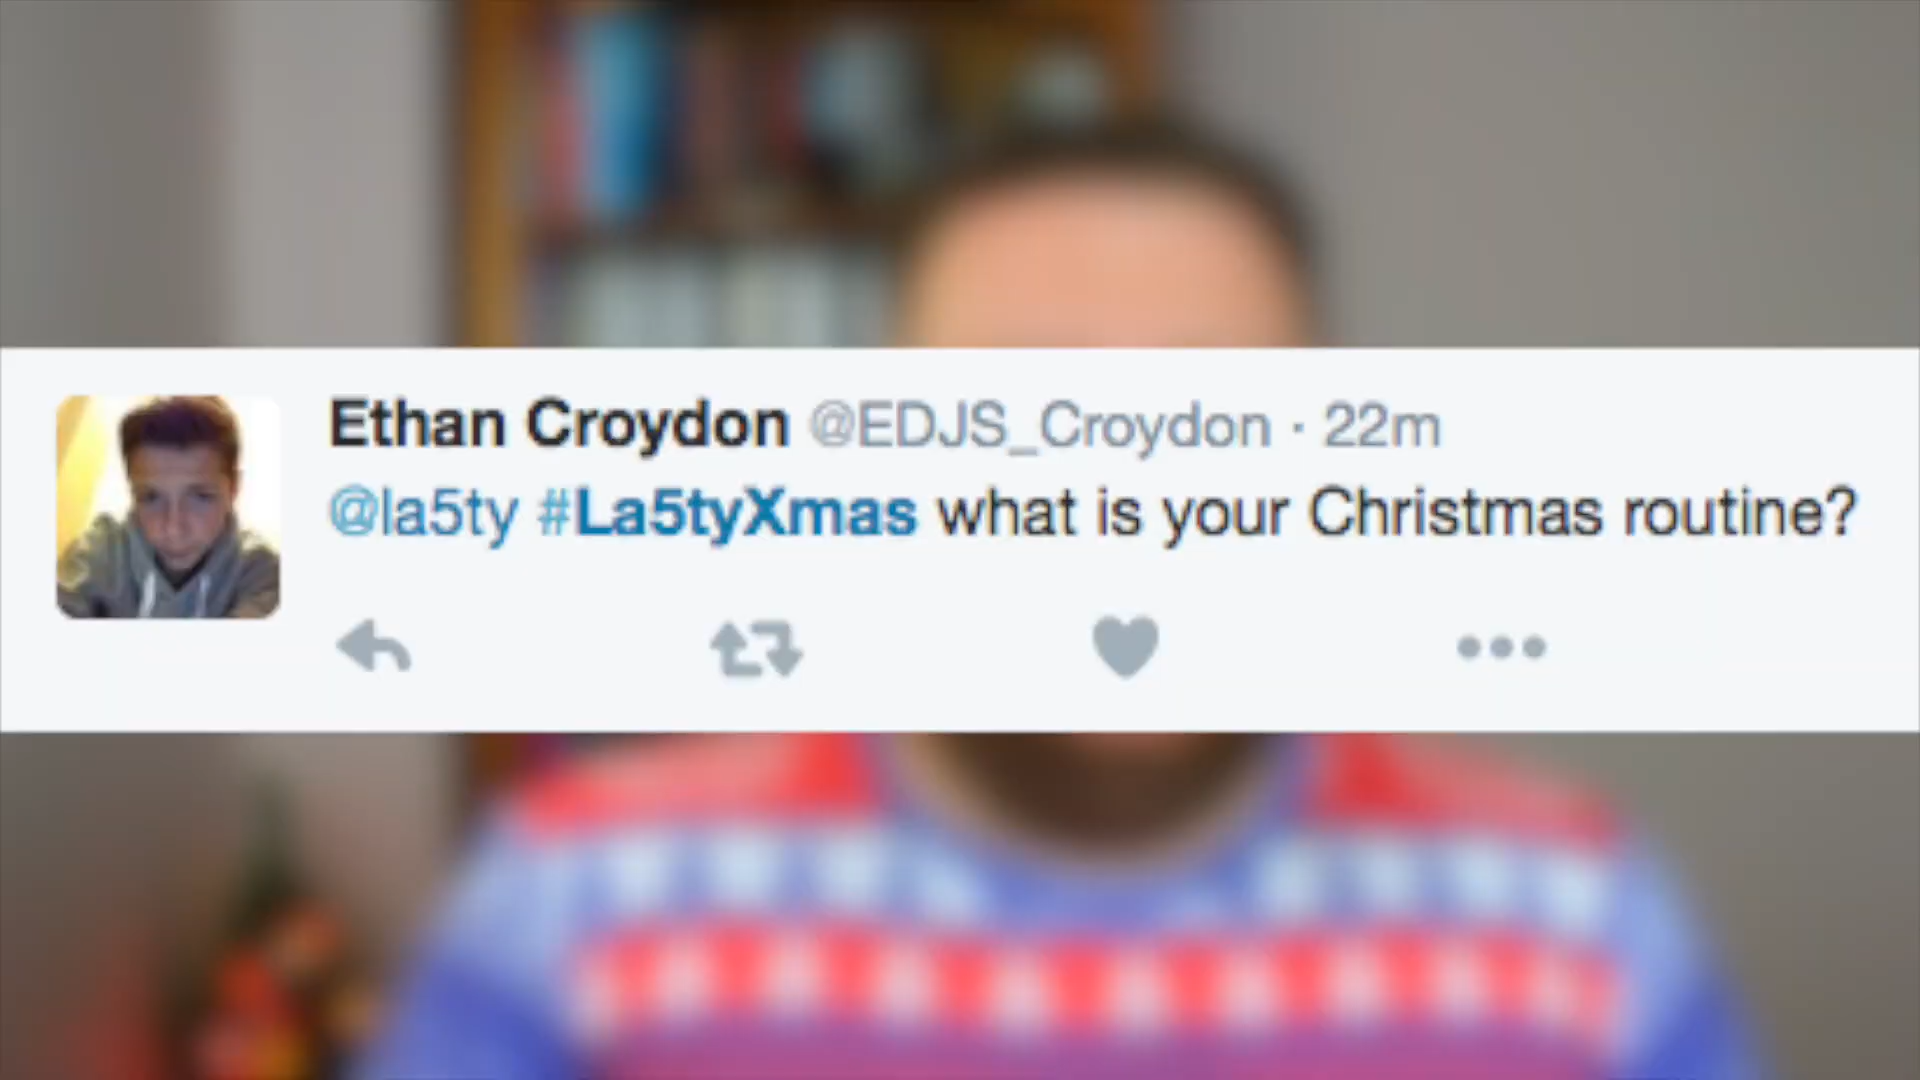 Ethan Croydon @EDJS_Croydon · 22m
@la5ty #La5tyXmas what is your Christmas routine?